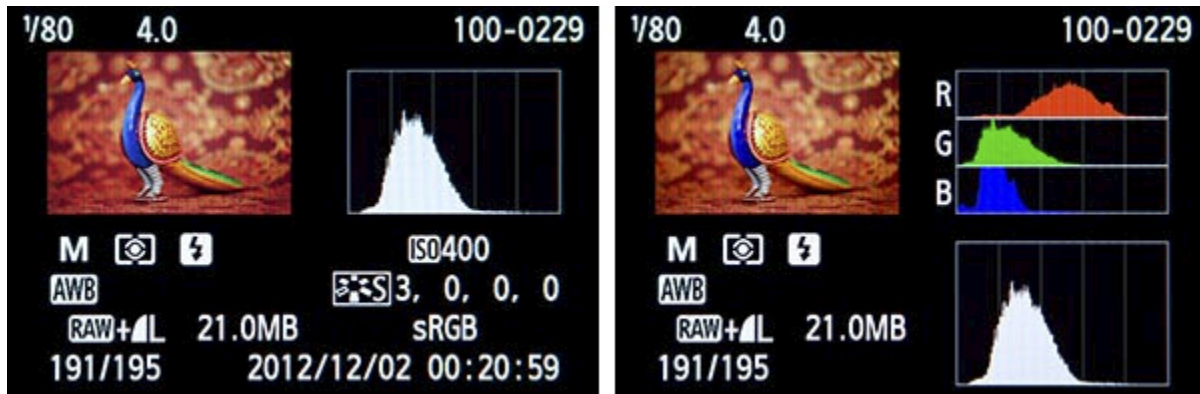 1/80 4.0 100-0229
M ISO400
AWB S 3, 0, 0, 0
RAW+L 21.0MB sRGB
191/195 2012/12/02 00:20:59
1/80 4.0 100-0229
R
G
B
M
AWB
RAW+L 21.0MB
191/195